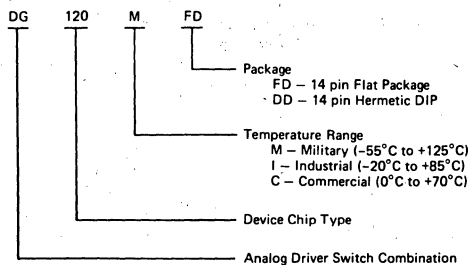 DG 120 M FD
Package
FD – 14 pin Flat Package
DD – 14 pin Hermetic DIP
Temperature Range
M – Military (-55°C to +125°C)
I – Industrial (-20°C to +85°C)
C – Commercial (0°C to +70°C)
Device Chip Type
Analog Driver Switch Combination